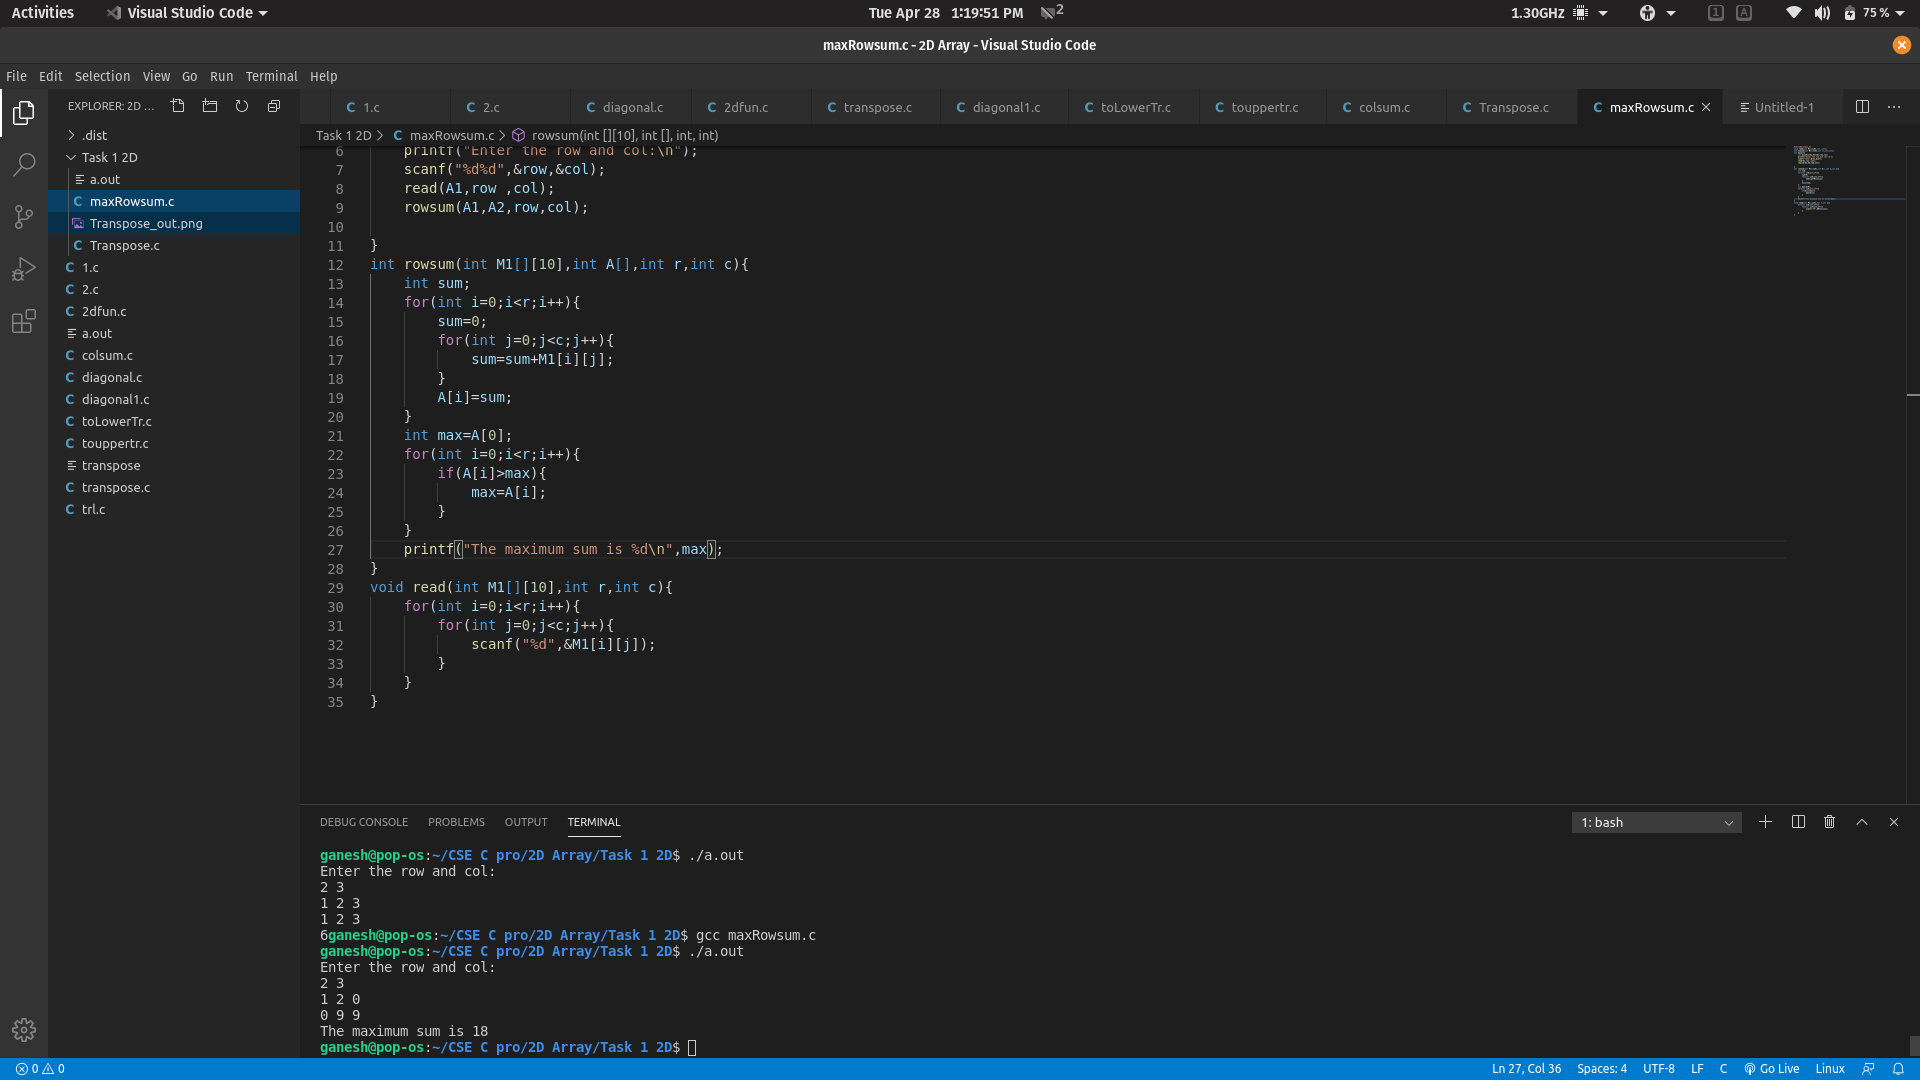 Activities Visual Studio Code Tue Apr 28 1:19:51 PM 2 1.30GHz 1 A 75 %
maxRowsum.c - 2D Array - Visual Studio Code
File Edit Selection View Go Run Terminal Help
EXPLORER: 2D ...
.dist
Task 1 2D
a.out
C maxRowsum.c
Transpose_out.png
C Transpose.c
C 1.c
C 2.c
C 2dfun.c
a.out
C colsum.c
C diagonal.c
C diagonal1.c
C toLowerTr.c
C touppertr.c
transpose
C transpose.c
C trl.c
C 1.c C 2.c C diagonal.c C 2dfun.c C transpose.c C diagonal1.c C toLowerTr.c C touppertr.c C colsum.c C Transpose.c C maxRowsum.c Untitled-1 ...
Task 1 2D > C maxRowsum.c > rowsum(int [][10], int [], int, int)
6 printf("Enter the row and col:\n");
7 scanf("%d%d",&row,&col);
8 read(A1,row ,col);
9 rowsum(A1,A2,row,col);
10
11 }
12 int rowsum(int M1[][10],int A[],int r,int c){
13 int sum;
14 for(int i=0;i<r;i++){
15 sum=0;
16 for(int j=0;j<c;j++){
17 sum=sum+M1[i][j];
18 }
19 A[i]=sum;
20 }
21 int max=A[0];
22 for(int i=0;i<r;i++){
23 if(A[i]>max){
24 max=A[i];
25 }
26 }
27 printf("The maximum sum is %d\n",max);
28 }
29 void read(int M1[][10],int r,int c){
30 for(int i=0;i<r;i++){
31 for(int j=0;j<c;j++){
32 scanf("%d",&M1[i][j]);
33 }
34 }
35 }
DEBUG CONSOLE PROBLEMS OUTPUT TERMINAL 1: bash
ganesh@pop-os:~/CSE C pro/2D Array/Task 1 2D$ ./a.out
Enter the row and col:
2 3
1 2 3
1 2 3
6ganesh@pop-os:~/CSE C pro/2D Array/Task 1 2D$ gcc maxRowsum.c
ganesh@pop-os:~/CSE C pro/2D Array/Task 1 2D$ ./a.out
Enter the row and col:
2 3
1 2 0
0 9 9
The maximum sum is 18
ganesh@pop-os:~/CSE C pro/2D Array/Task 1 2D$
0 0 Ln 27, Col 36 Spaces: 4 UTF-8 LF C Go Live Linux